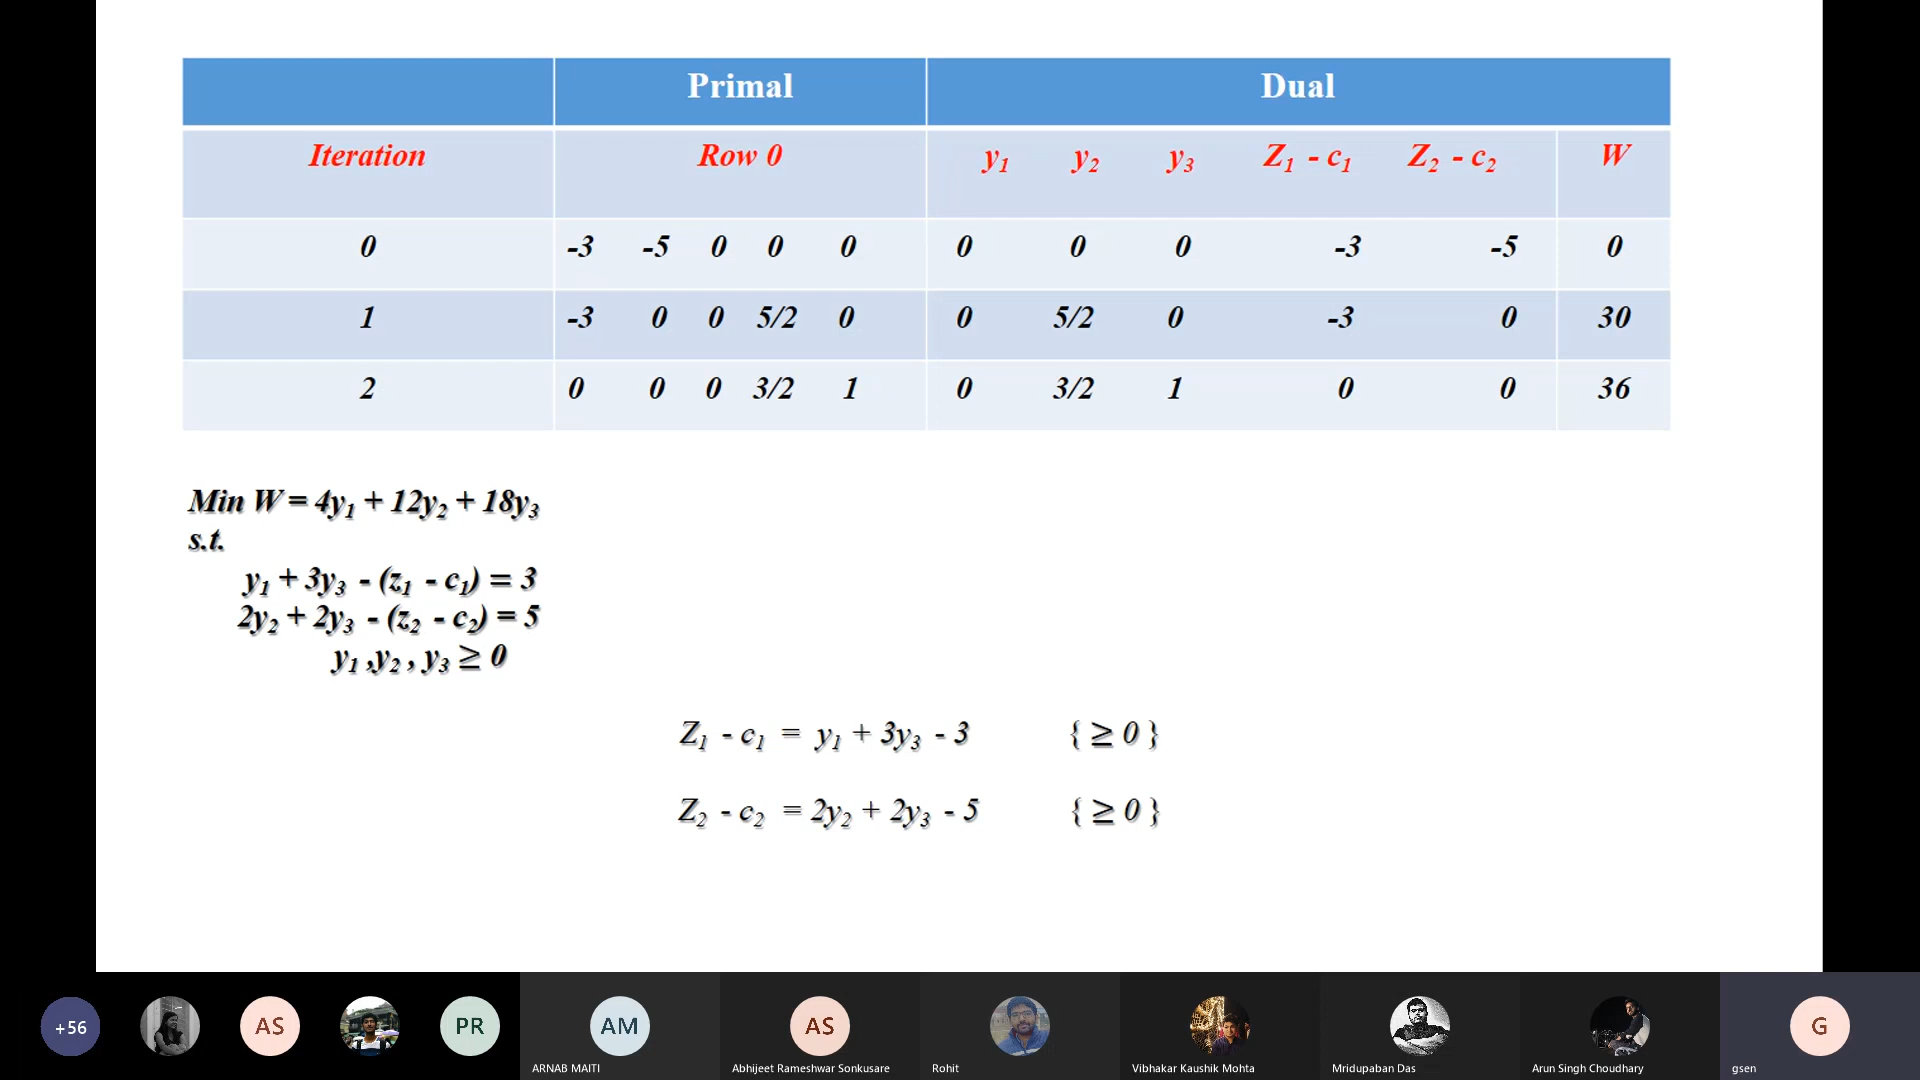 Primal Dual
Iteration Row 0 y1 y2 y3 Z1 - c1 Z2 - c2 W
0 -3 -5 0 0 0 0 0 0 -3 -5 0
1 -3 0 0 5/2 0 0 5/2 0 -3 0 30
2 0 0 0 3/2 1 0 3/2 1 0 0 36
Min W = 4y1 + 12y2 + 18y3
s.t.
y1 + 3y3 - (z1 - c1) = 3
2y2 + 2y3 - (z2 - c2) = 5
y1 ,y2 , y3 ≥ 0
Z1 - c1 = y1 + 3y3 - 3 { ≥ 0 }
Z2 - c2 = 2y2 + 2y3 - 5 { ≥ 0 }
+56 AS PR AM AS G
ARNAB MAITI Abhijeet Rameshwar Sonkusare Rohit Vibhakar Kaushik Mohta Mridupaban Das Arun Singh Choudhary gsen